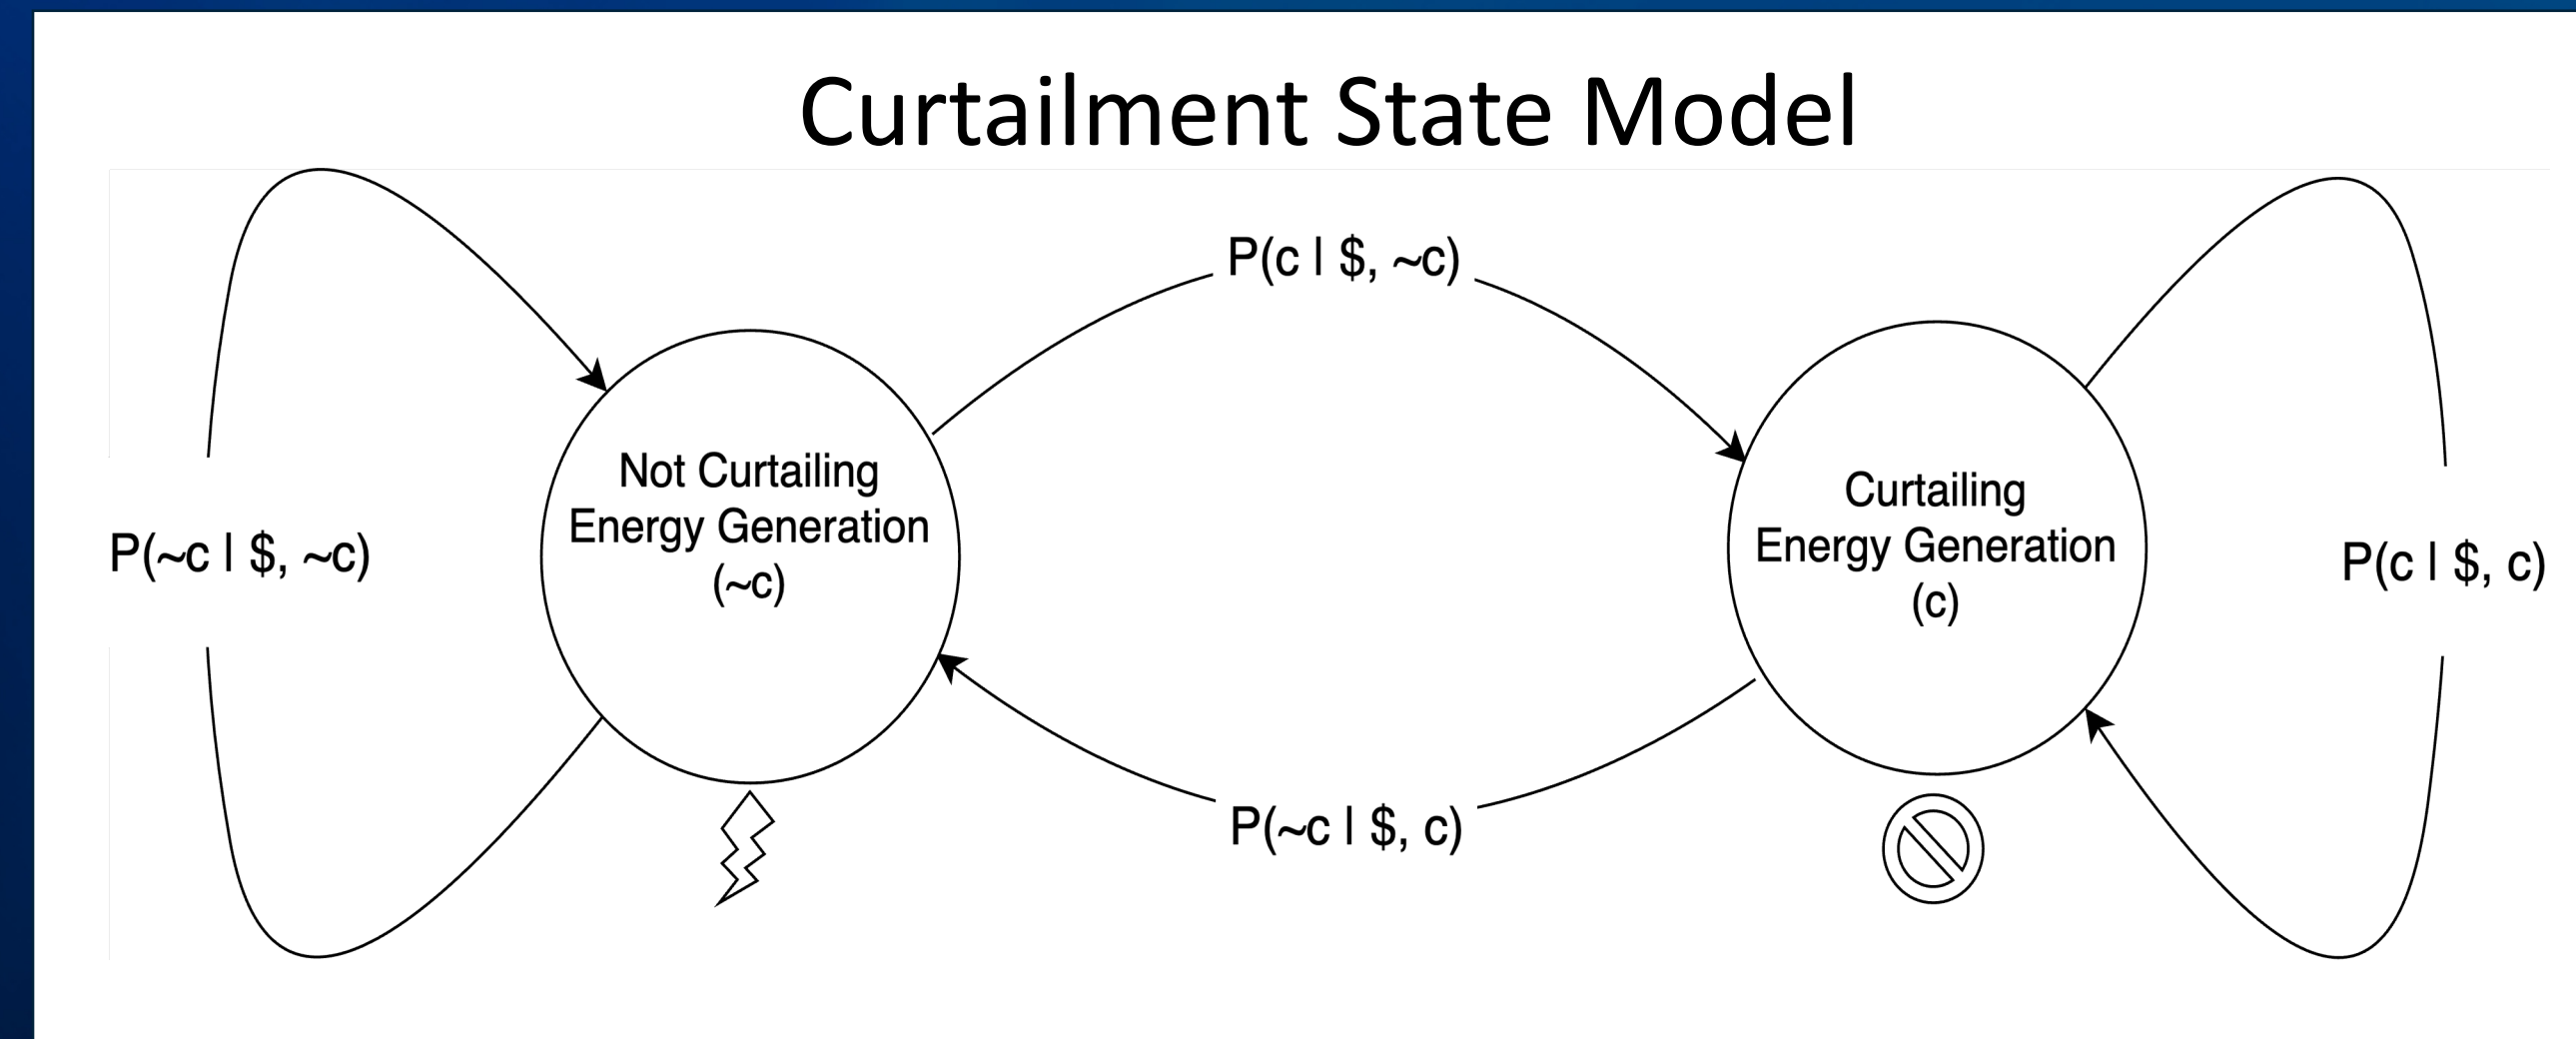 Curtailment State Model
P(c | $, ~c)
Not Curtailing
Energy Generation
(~c)
Curtailing
Energy Generation
(c)
P(~c | $, ~c)
P(c | $, c)
P(~c | $, c)